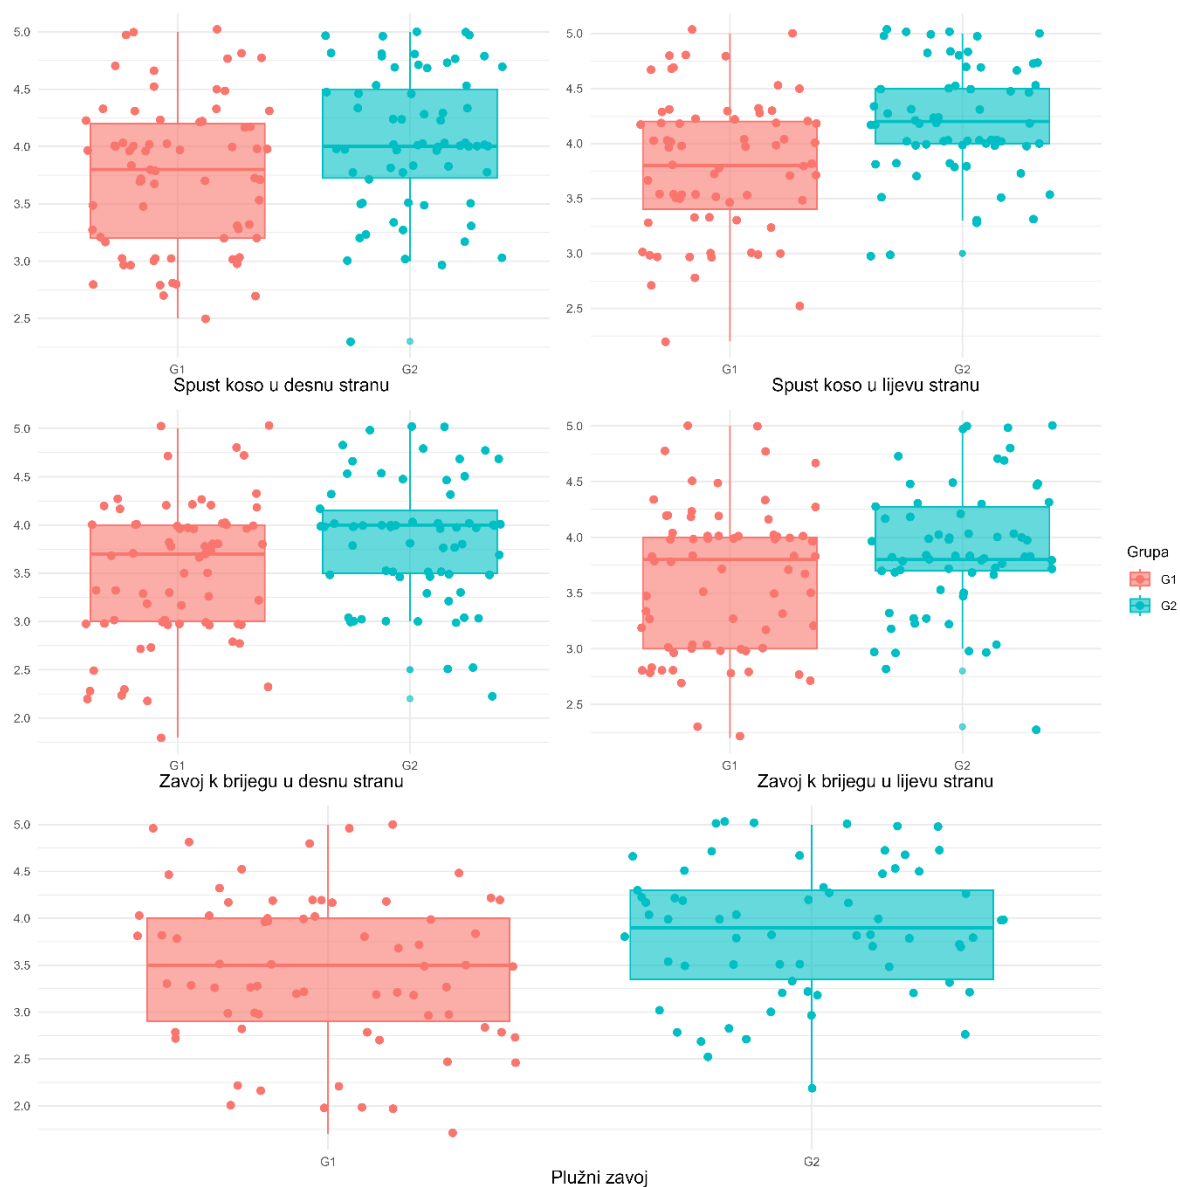 5.0
4.5
4.0
3.5
3.0
2.5
G1
G2
Spust koso u desnu stranu
5.0
4.5
4.0
3.5
3.0
2.5
G1
G2
Spust koso u lijevu stranu
5.0
4.5
4.0
3.5
3.0
2.5
2.0
G1
G2
Zavoj k brijegu u desnu stranu
5.0
4.5
4.0
3.5
3.0
2.5
G1
G2
Zavoj k brijegu u lijevu stranu
Grupa
G1
G2
5.0
4.5
4.0
3.5
3.0
2.5
2.0
G1
G2
Plužni zavoj